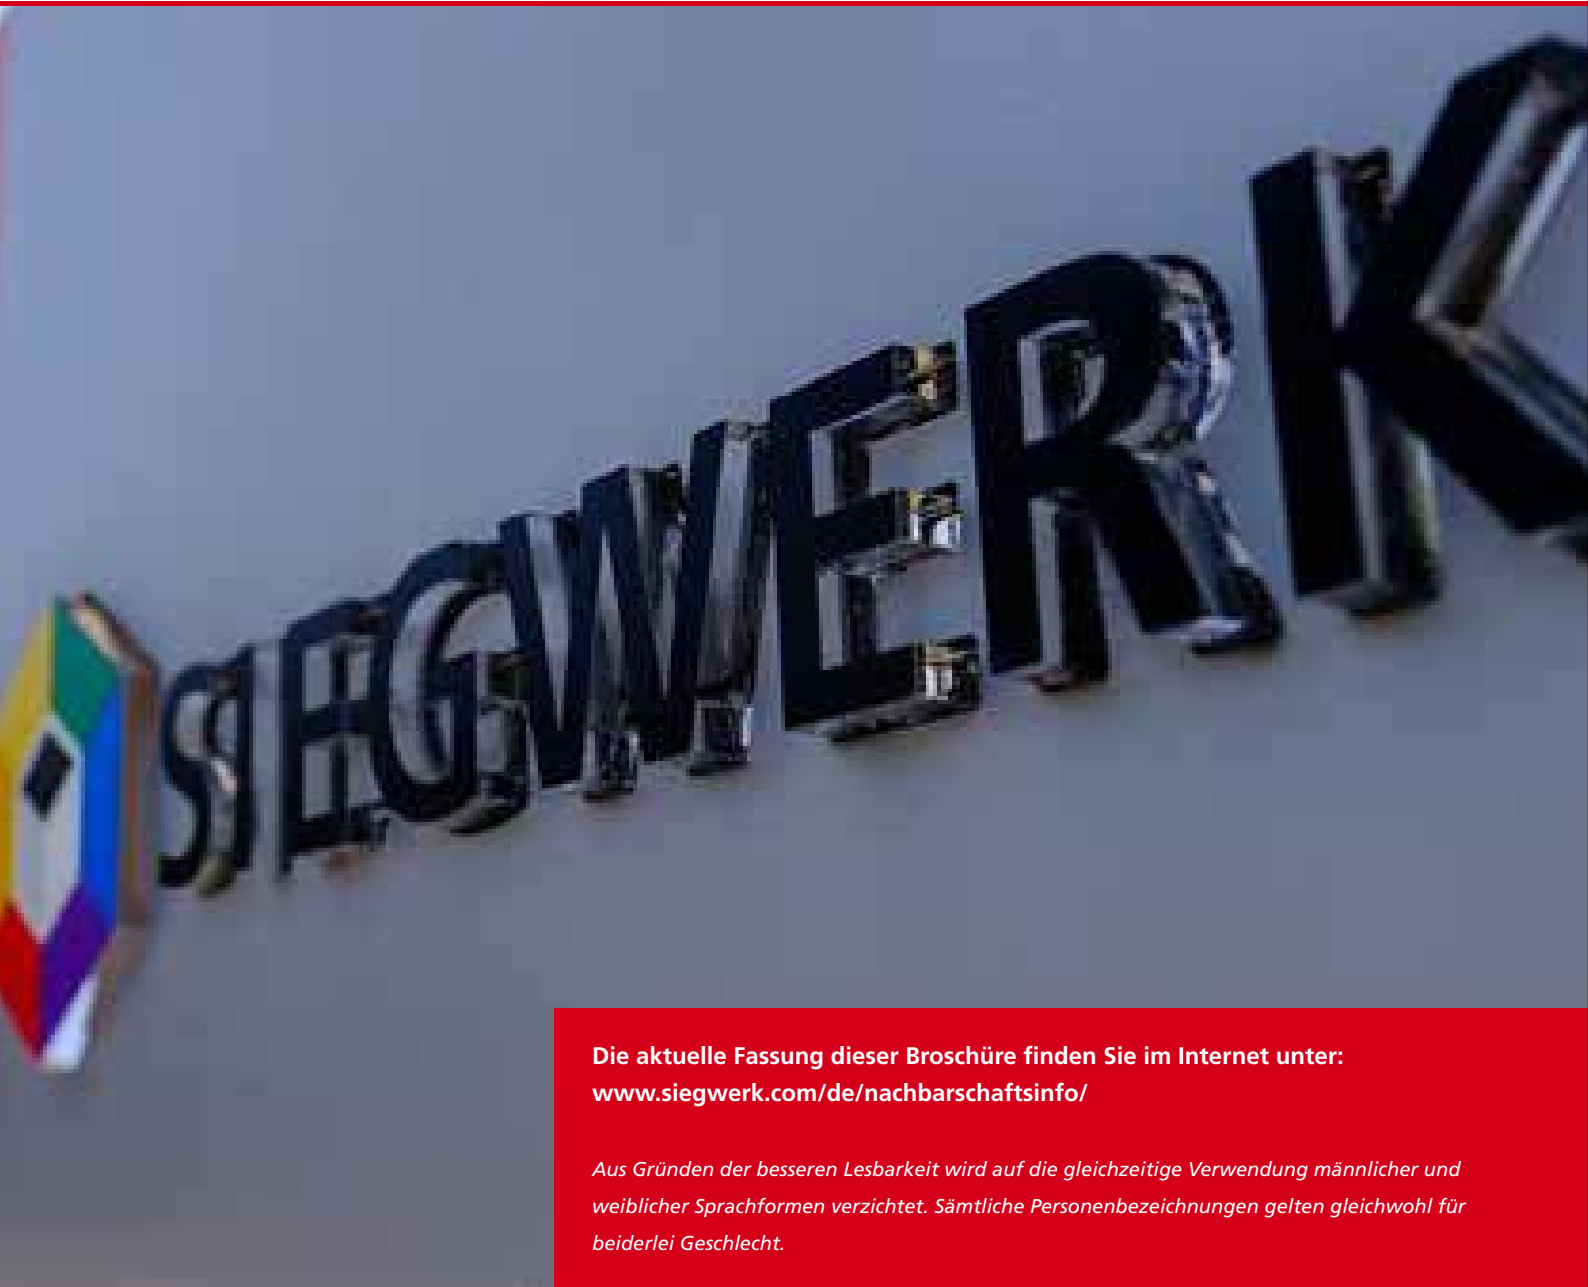 SIEGWERK
Die aktuelle Fassung dieser Broschüre finden Sie im Internet unter:
www.siegwerk.com/de/nachbarschaftsinfo/
Aus Gründen der besseren Lesbarkeit wird auf die gleichzeitige Verwendung männlicher und
weiblicher Sprachformen verzichtet. Sämtliche Personenbezeichnungen gelten gleichwohl für
beiderlei Geschlecht.